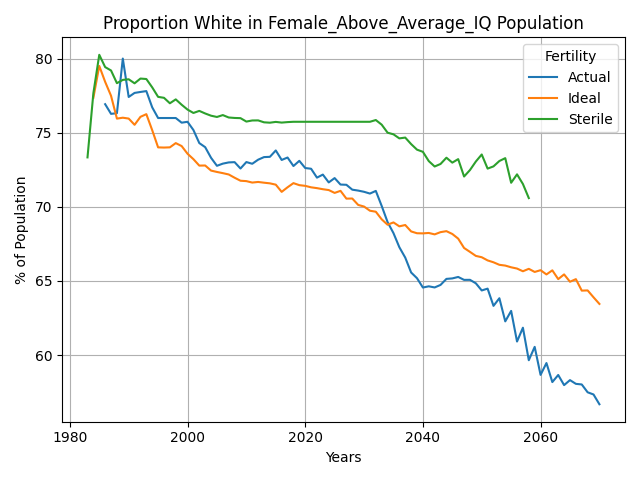 Proportion White in Female_Above_Average_IQ Population
% of Population
80
75
70
65
60
Fertility
Actual
Ideal
Sterile
1980
2000
2020
2040
2060
Years